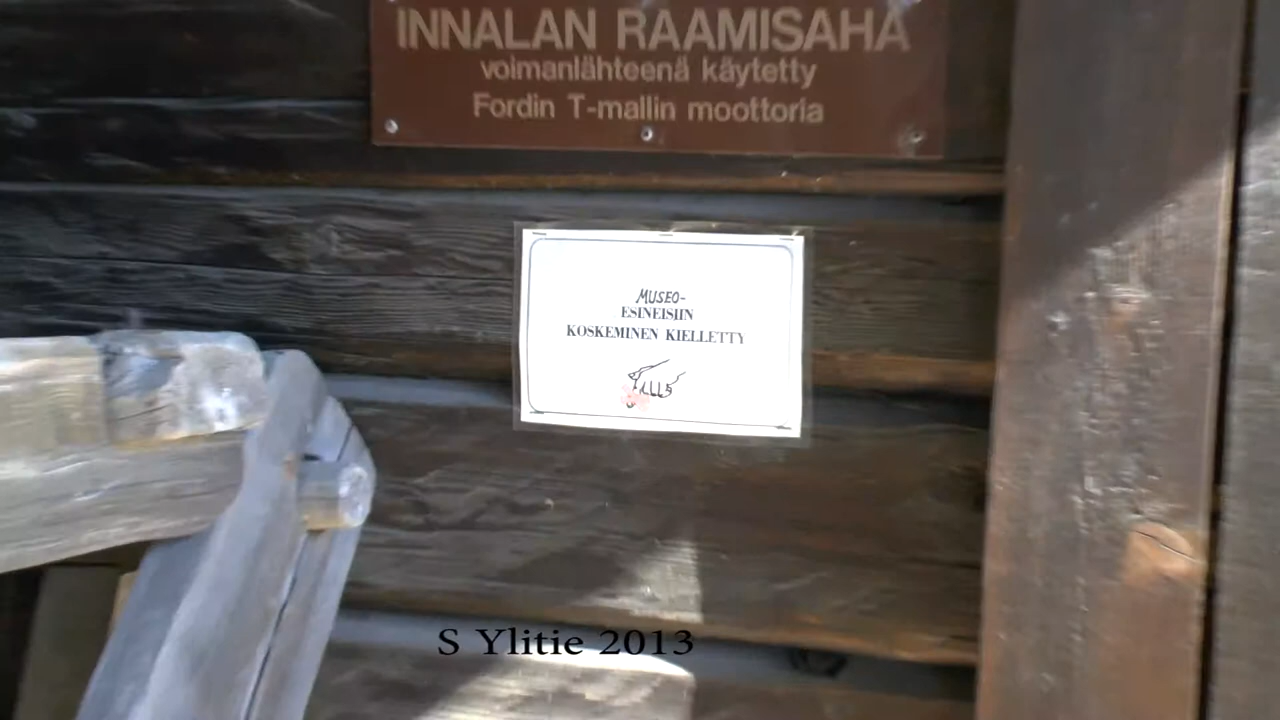 INNALAN RAAMISAHA
voimanlähteenä käytetty
Fordin T-mallin moottoria
MUSEO-
ESINEISIIN
KOSKEMINEN KIELLETTY
S Ylitie 2013